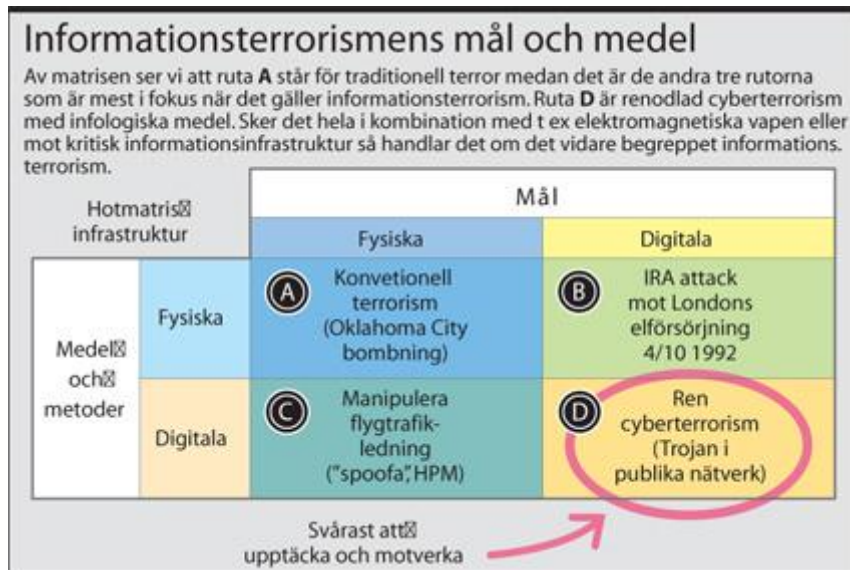 Informationsterrorismens mål och medel
Av matrisen ser vi att ruta A står för traditionell terror medan det är de andra tre rutorna
som är mest i fokus när det gäller informationsterrorism. Ruta D är renodlad cyberterrorism
med infologiska medel. Sker det hela i kombination med t ex elektromagnetiska vapen eller
mot kritisk informationsinfrastruktur så handlar det om det vidare begreppet informations.
terrorism.
Hotmatris
infrastruktur
Mål
Fysiska
Digitala
Medel
och
metoder
Fysiska
A
Konvetionell
terrorism
(Oklahoma City
bombning)
B
IRA attack
mot Londons
elförsörjning
4/10 1992
Digitala
C
Manipulera
flygtrafik-
ledning
("spoofa", HPM)
D
Ren
cyberterrorism
(Trojan i
publika nätverk)
Svårast att
upptäcka och motverka